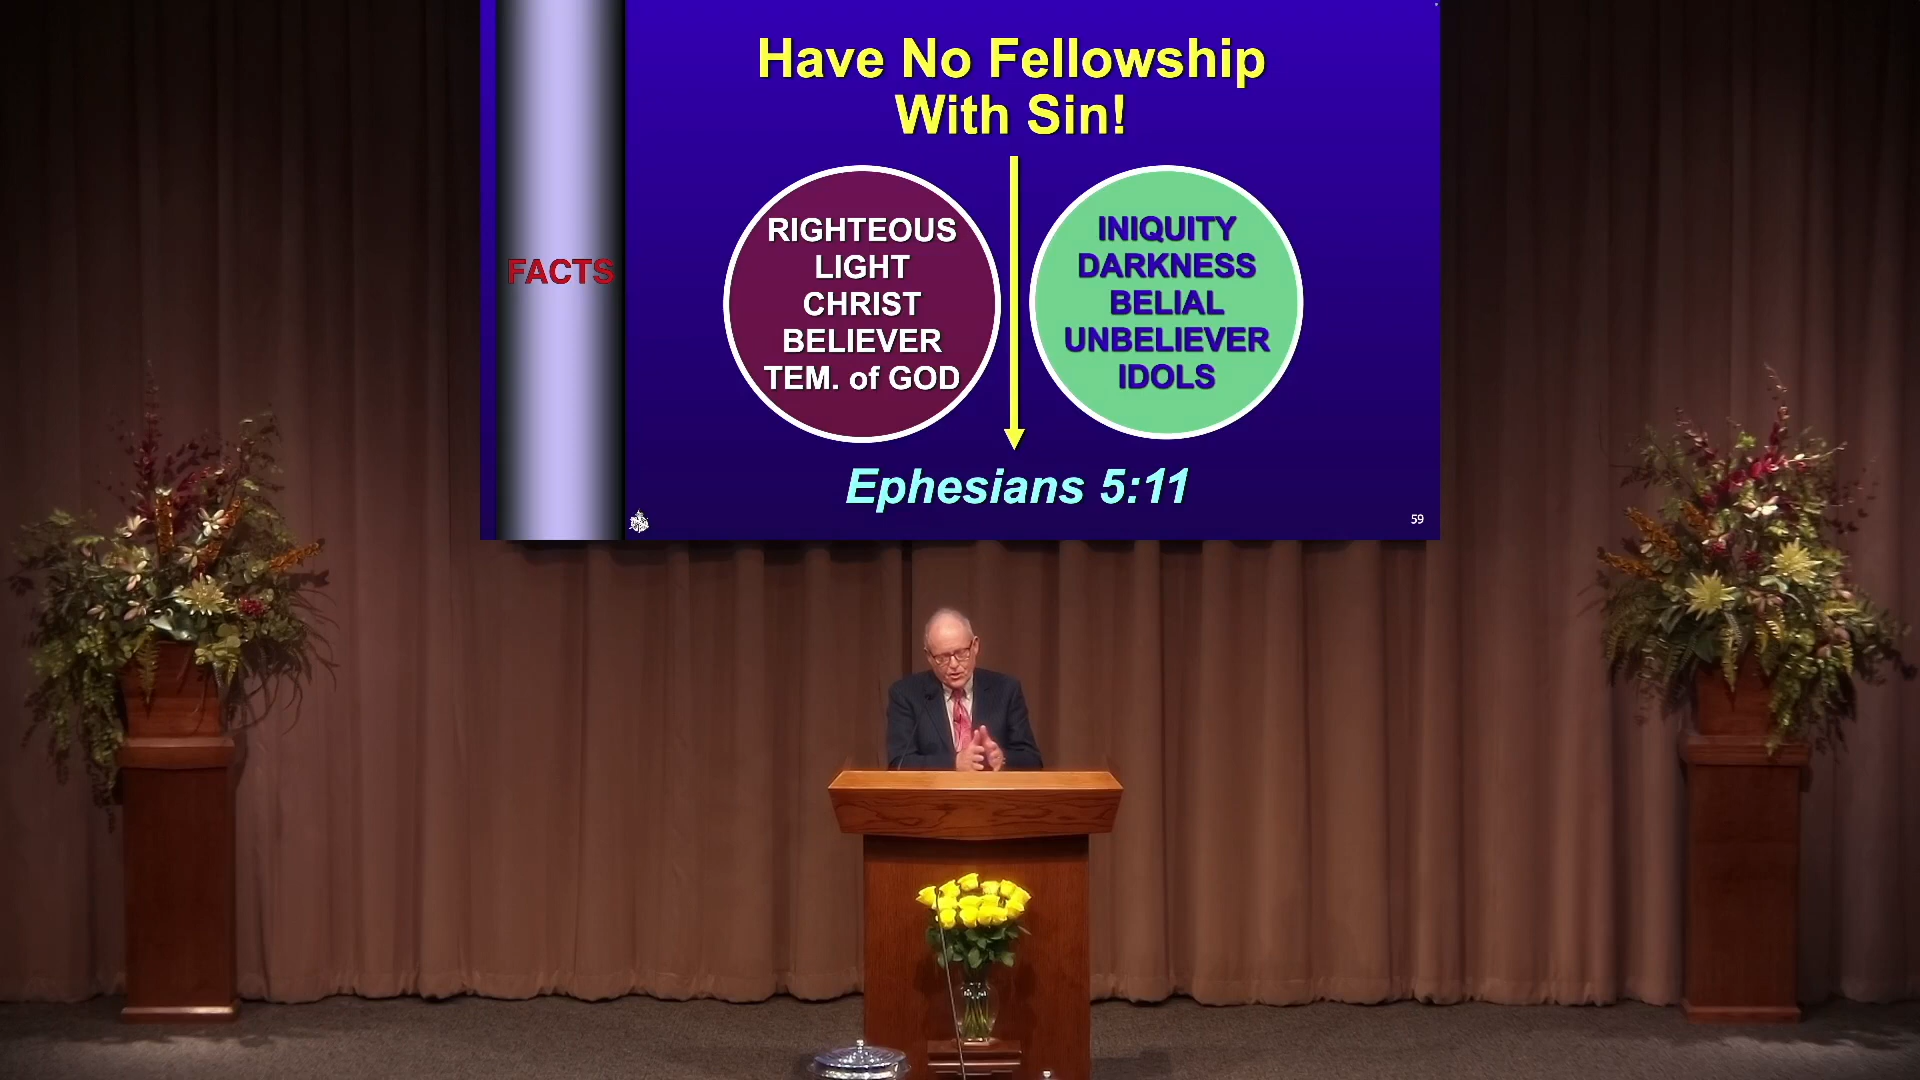 Have No Fellowship
With Sin!
FACTS
RIGHTEOUS
LIGHT
CHRIST
BELIEVER
TEM. of GOD
INIQUITY
DARKNESS
BELIAL
UNBELIEVER
IDOLS
Ephesians 5:11
59